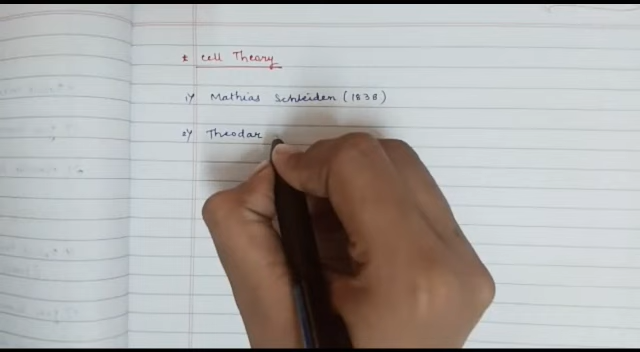 * cell Theory
1) Mathias Schleiden (1838)
2) Theodar